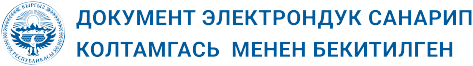 ДОКУМЕНТ ЭЛЕКТРОНДУК САНАРИП
КОЛТАМГАСЬ МЕНЕН БЕКИТИЛГЕН